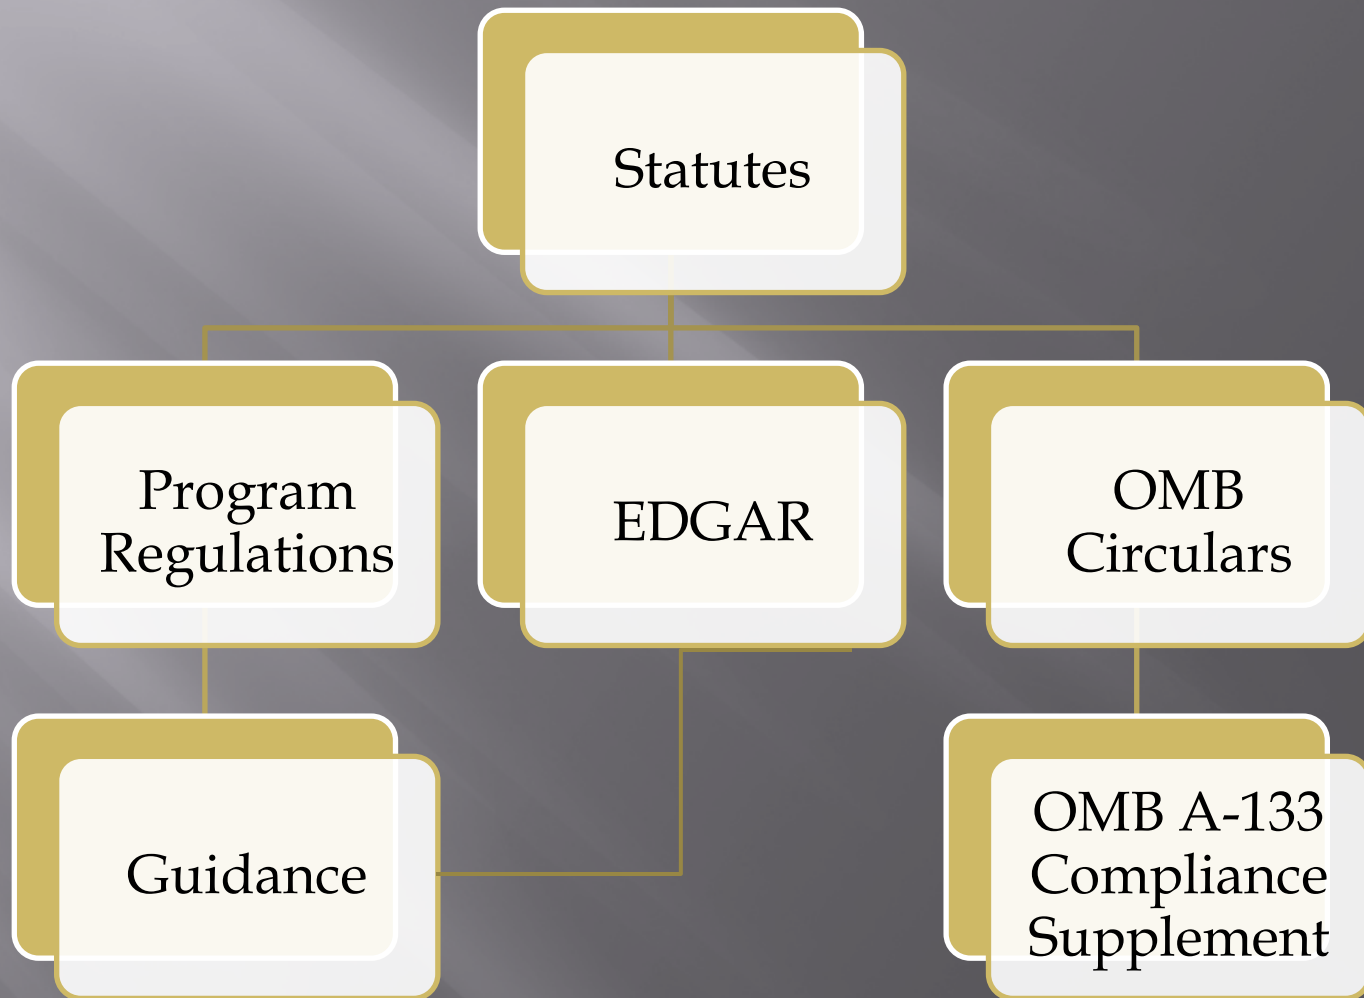 Statutes
Program
Regulations
EDGAR
OMB
Circulars
Guidance
OMB A-133
Compliance
Supplement